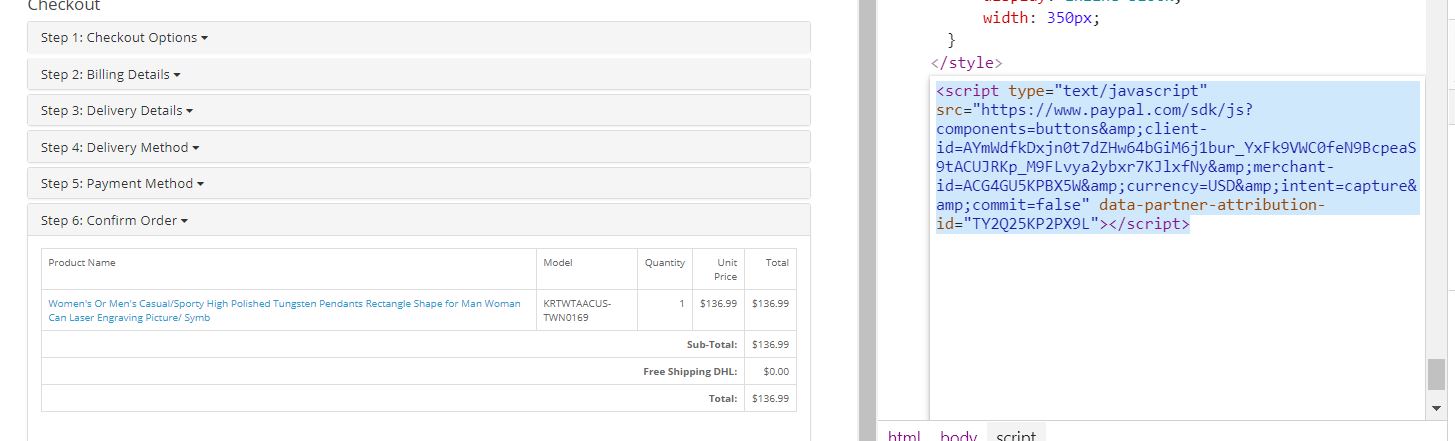 Checkout
Step 1: Checkout Options
Step 2: Billing Details
Step 3: Delivery Details
Step 4: Delivery Method
Step 5: Payment Method
Step 6: Confirm Order
Product Name Model Quantity Unit Price Total
Women's Or Men's Casual/Sporty High Polished Tungsten Pendants Rectangle Shape for Man Woman
Can Laser Engraving Picture/ Symb
KRTWTAACUS-
TWN0169
1 $136.99 $136.99
Sub-Total: $136.99
Free Shipping DHL: $0.00
Total: $136.99
width: 350px;
}
</style>
<script type="text/javascript"
src="https://www.paypal.com/sdk/js?
components=buttons&amp;client-
id=AYmWdfkDxjn0t7dZHw64bGiM6j1bur_YxFk9VWC0feN9BcpeaS
9tACUJRKp_M9FLvya2ybxr7KJlxfNy&amp;merchant-
id=ACG4GU5KPBX5W&amp;currency=USD&amp;intent=capture&
amp;commit=false" data-partner-attribution-
id="TY2Q25KP2PX9L"></script>
html body script